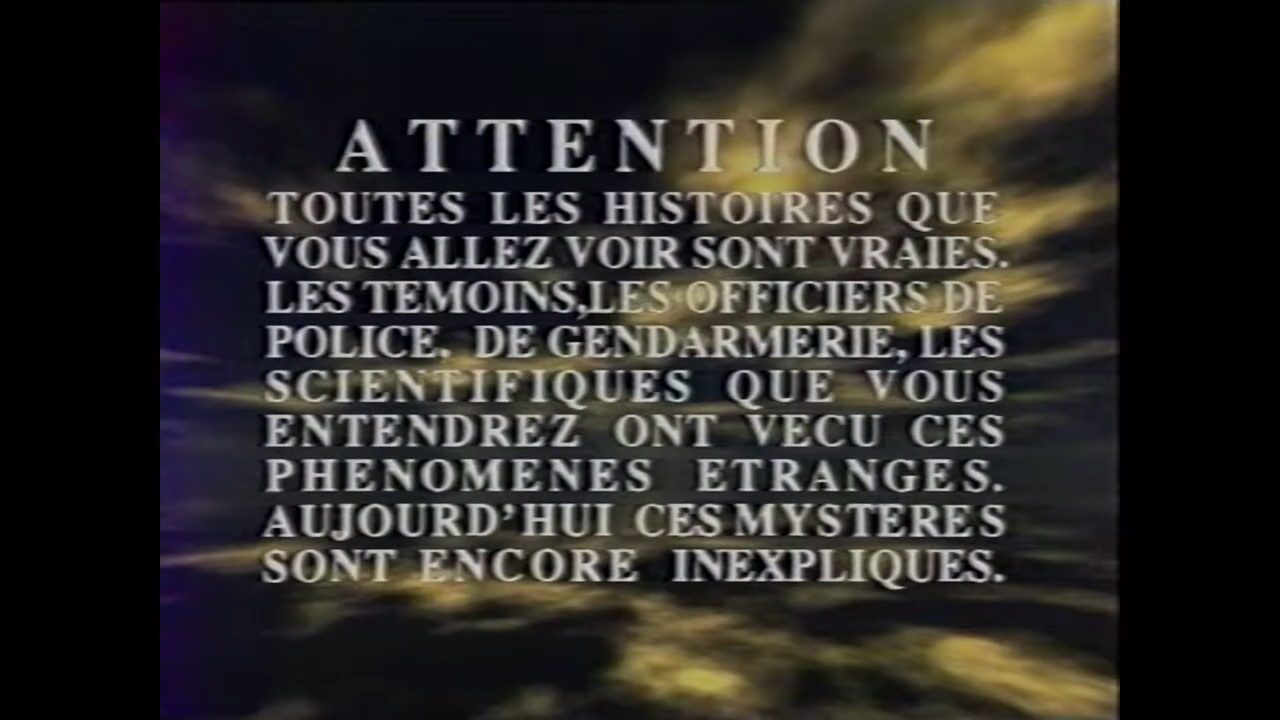 ATTENTION
TOUTES LES HISTOIRES QUE
VOUS ALLEZ VOIR SONT VRAIES.
LES TEMOINS,LES OFFICIERS DE
POLICE, DE GENDARMERIE, LES
SCIENTIFIQUES QUE VOUS
ENTENDREZ ONT VECU CES
PHENOMENES ETRANGES.
AUJOURD'HUI CES MYSTERES
SONT ENCORE INEXPLIQUES.